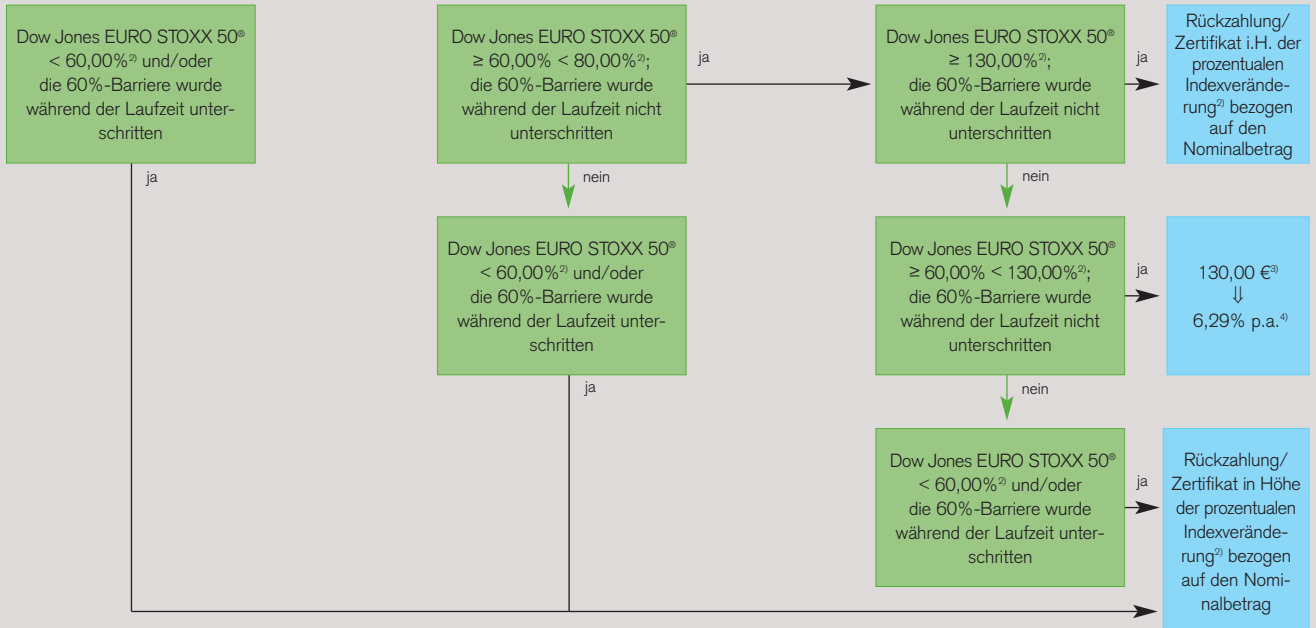 Dow Jones EURO STOXX 50®
< 60,00%2) und/oder
die 60%-Barriere wurde
während der Laufzeit unter-
schritten
ja
Dow Jones EURO STOXX 50®
≥ 60,00% < 80,00%2);
die 60%-Barriere wurde
während der Laufzeit nicht
unterschritten
ja
nein
Dow Jones EURO STOXX 50®
≥ 130,00%2);
die 60%-Barriere wurde
während der Laufzeit nicht
unterschritten
ja
nein
Rückzahlung/
Zertifikat i.H. der
prozentualen
Indexverände-
rung2) bezogen
auf den
Nominalbetrag
Dow Jones EURO STOXX 50®
< 60,00%2) und/oder
die 60%-Barriere wurde
während der Laufzeit unter-
schritten
ja
Dow Jones EURO STOXX 50®
≥ 60,00% < 130,00%2);
die 60%-Barriere wurde
während der Laufzeit nicht
unterschritten
ja
nein
130,00 €3)
⇓
6,29% p.a.4)
Dow Jones EURO STOXX 50®
< 60,00%2) und/oder
die 60%-Barriere wurde
während der Laufzeit unter-
schritten
ja
Rückzahlung/
Zertifikat in Höhe
der prozentualen
Indexverände-
rung2) bezogen
auf den Nomi-
nalbetrag